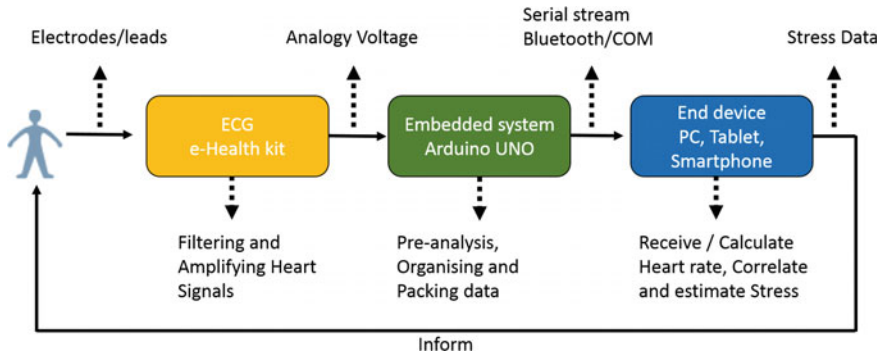 Electrodes/leads
Analogy Voltage
Serial stream
Bluetooth/COM
Stress Data
ECG
e-Health kit
Embedded system
Arduino UNO
End device
PC, Tablet,
Smartphone
Filtering and
Amplifying Heart
Signals
Pre-analysis,
Organising and
Packing data
Receive / Calculate
Heart rate, Correlate
and estimate Stress
Inform